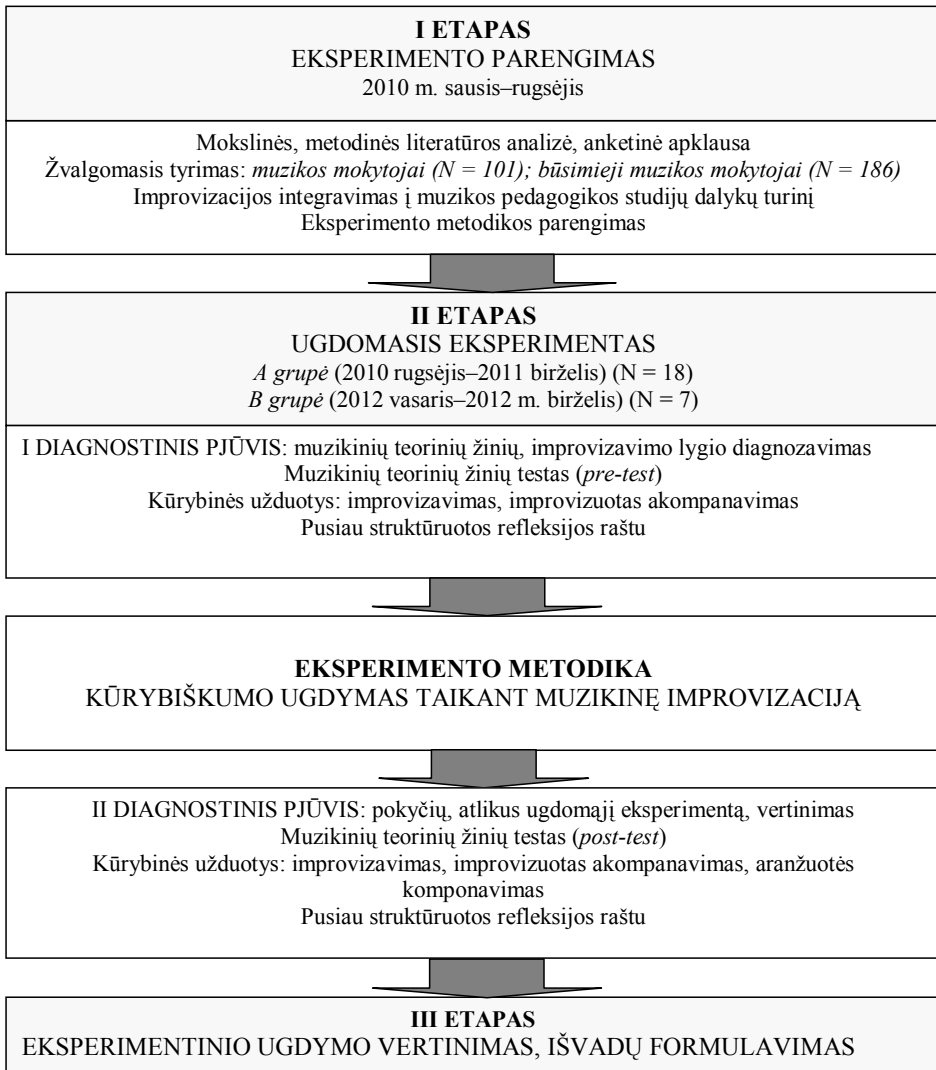 I ETAPAS
EKSPERIMENTO PARENGIMAS
2010 m. sausis–rugsėjis
Mokslinės, metodinės literatūros analizė, anketinė apklausa
Žvalgomasis tyrimas: muzikos mokytojai (N = 101); būsimieji muzikos mokytojai (N = 186)
Improvizacijos integravimas į muzikos pedagogikos studijų dalykų turinį
Eksperimento metodikos parengimas
II ETAPAS
UGDOMASIS EKSPERIMENTAS
A grupė (2010 rugsėjis–2011 birželis) (N = 18)
B grupė (2012 vasaris–2012 m. birželis) (N = 7)
I DIAGNOSTINIS PJŪVIS: muzikinių teorinių žinių, improvizavimo lygio diagnozavimas
Muzikinių teorinių žinių testas (pre-test)
Kūrybinės užduotys: improvizavimas, improvizuotas akompanavimas
Pusiau struktūruotos refleksijos raštu
EKSPERIMENTO METODIKA
KŪRYBIŠKUMO UGDYMAS TAIKANT MUZIKINĘ IMPROVIZACIJĄ
II DIAGNOSTINIS PJŪVIS: pokyčių, atlikus ugdomąjį eksperimentą, vertinimas
Muzikinių teorinių žinių testas (post-test)
Kūrybinės užduotys: improvizavimas, improvizuotas akompanavimas, aranžuotės
komponavimas
Pusiau struktūruotos refleksijos raštu
III ETAPAS
EKSPERIMENTINIO UGDYMO VERTINIMAS, IŠVADŲ FORMULAVIMAS